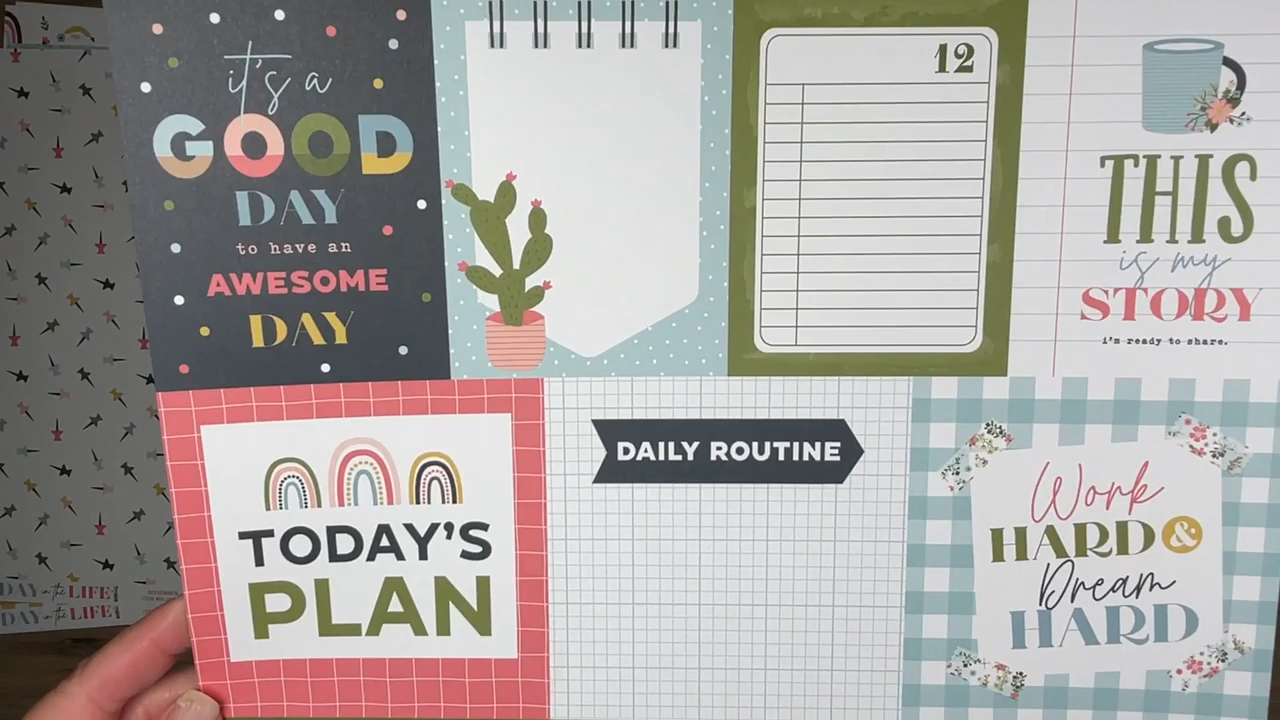 it's a
GOOD
DAY
to have an
AWESOME
DAY
12
THIS
is my
STORY
i'm ready to share.
TODAY'S
PLAN
DAILY ROUTINE
Work
HARD &
Dream
HARD
DAY in the LIFE
DAY in the LIFE